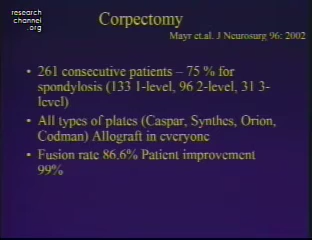 research
channel
.org
Corpectomy
Mayr et.al. J Neurosurg 96: 2002
• 261 consecutive patients – 75 % for
spondylosis (133 1-level, 96 2-level, 31 3-
level)
• All types of plates (Caspar, Synthes, Orion,
Codman) Allograft in everyone
• Fusion rate 86.6% Patient improvement
99%